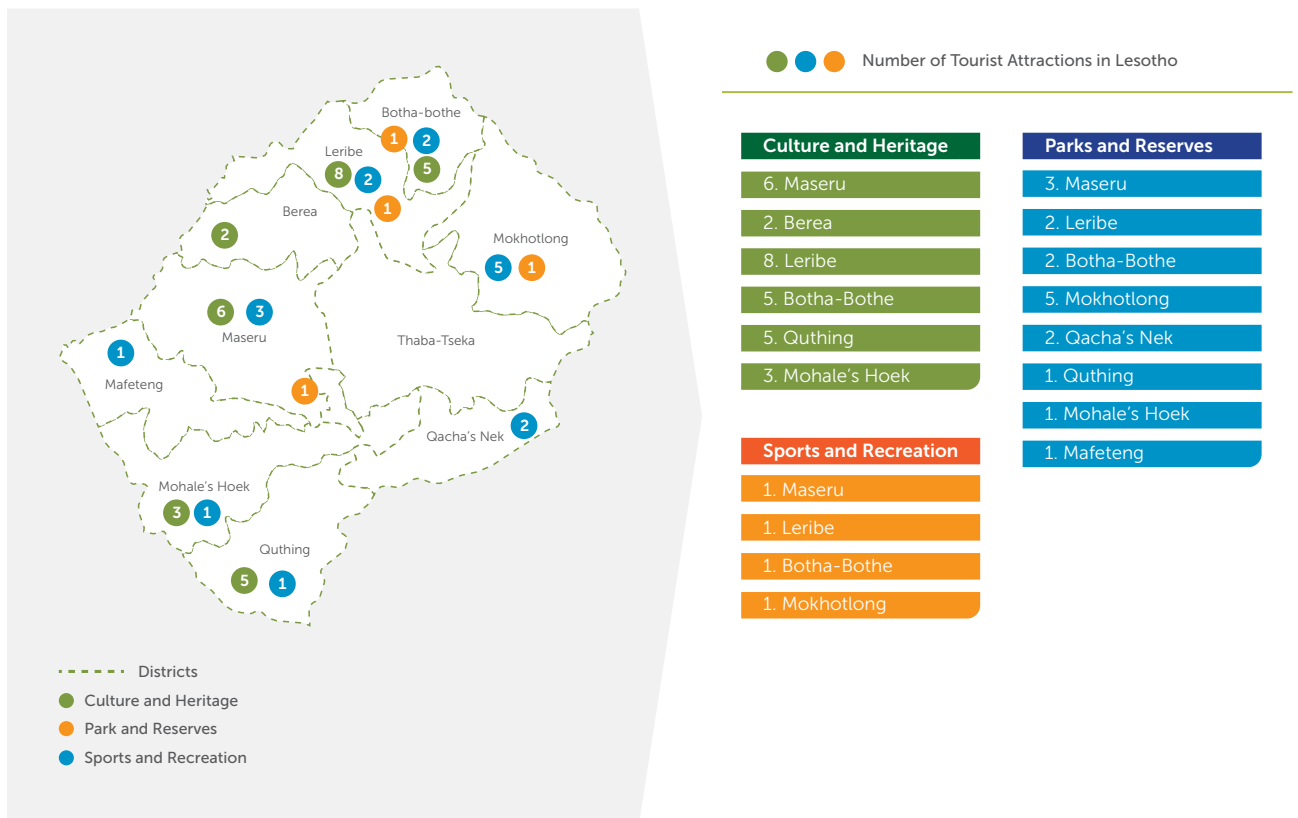 Number of Tourist Attractions in Lesotho
Botha-bothe
1
2
5
Leribe
8
2
1
Berea
2
Mokhotlong
5
1
6
3
Maseru
Thaba-Tseka
1
Mafeteng
1
Qacha's Nek
2
Mohale's Hoek
3
1
Quthing
5
1
Districts
Culture and Heritage
Park and Reserves
Sports and Recreation
Culture and Heritage
6. Maseru
2. Berea
8. Leribe
5. Botha-Bothe
5. Quthing
3. Mohale's Hoek
Sports and Recreation
1. Maseru
1. Leribe
1. Botha-Bothe
1. Mokhotlong
Parks and Reserves
3. Maseru
2. Leribe
2. Botha-Bothe
5. Mokhotlong
2. Qacha's Nek
1. Quthing
1. Mohale's Hoek
1. Mafeteng